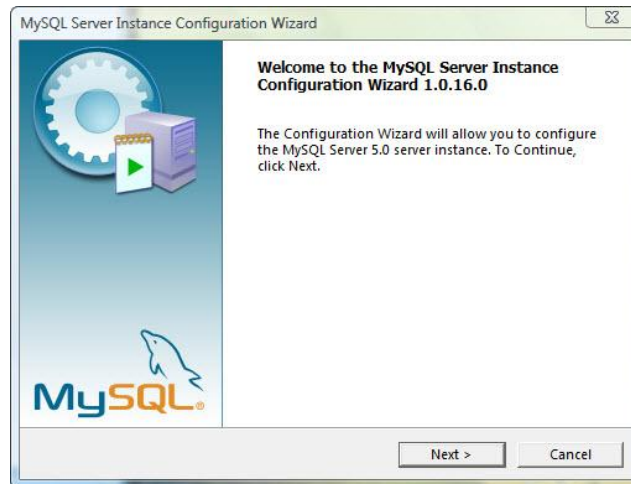 MySQL Server Instance Configuration Wizard
Welcome to the MySQL Server Instance
Configuration Wizard 1.0.16.0
The Configuration Wizard will allow you to configure
the MySQL Server 5.0 server instance. To Continue,
click Next.
MySQL®
Next >
Cancel